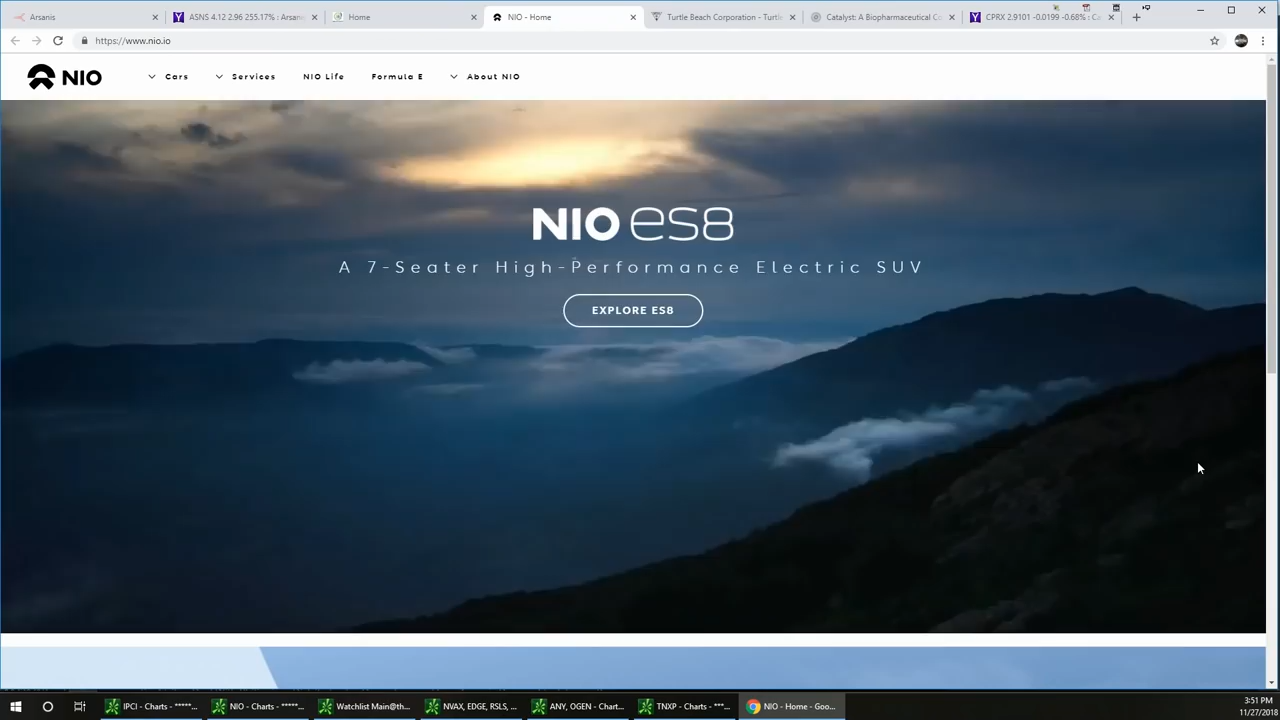 Arsanis
ASNS 4.12 2.96 255.17% : Arsani
Home
NIO - Home
Turtle Beach Corporation - Turtl
Catalyst: A Biopharmaceutical Co
CPRX 2.9101 -0.0199 -0.68% : Ca
https://www.nio.io
NIO
Cars
Services
NIO Life
Formula E
About NIO
NIO es8
A 7-Seater High-Performance Electric SUV
EXPLORE ES8
IPCI - Charts - *****...
NIO - Charts - *****...
Watchlist Main@th...
NVAX, EDGE, RSLS, ...
ANY, OGEN - Chart...
TNXP - Charts - ***...
NIO - Home - Goo...
3:51 PM
11/27/2018